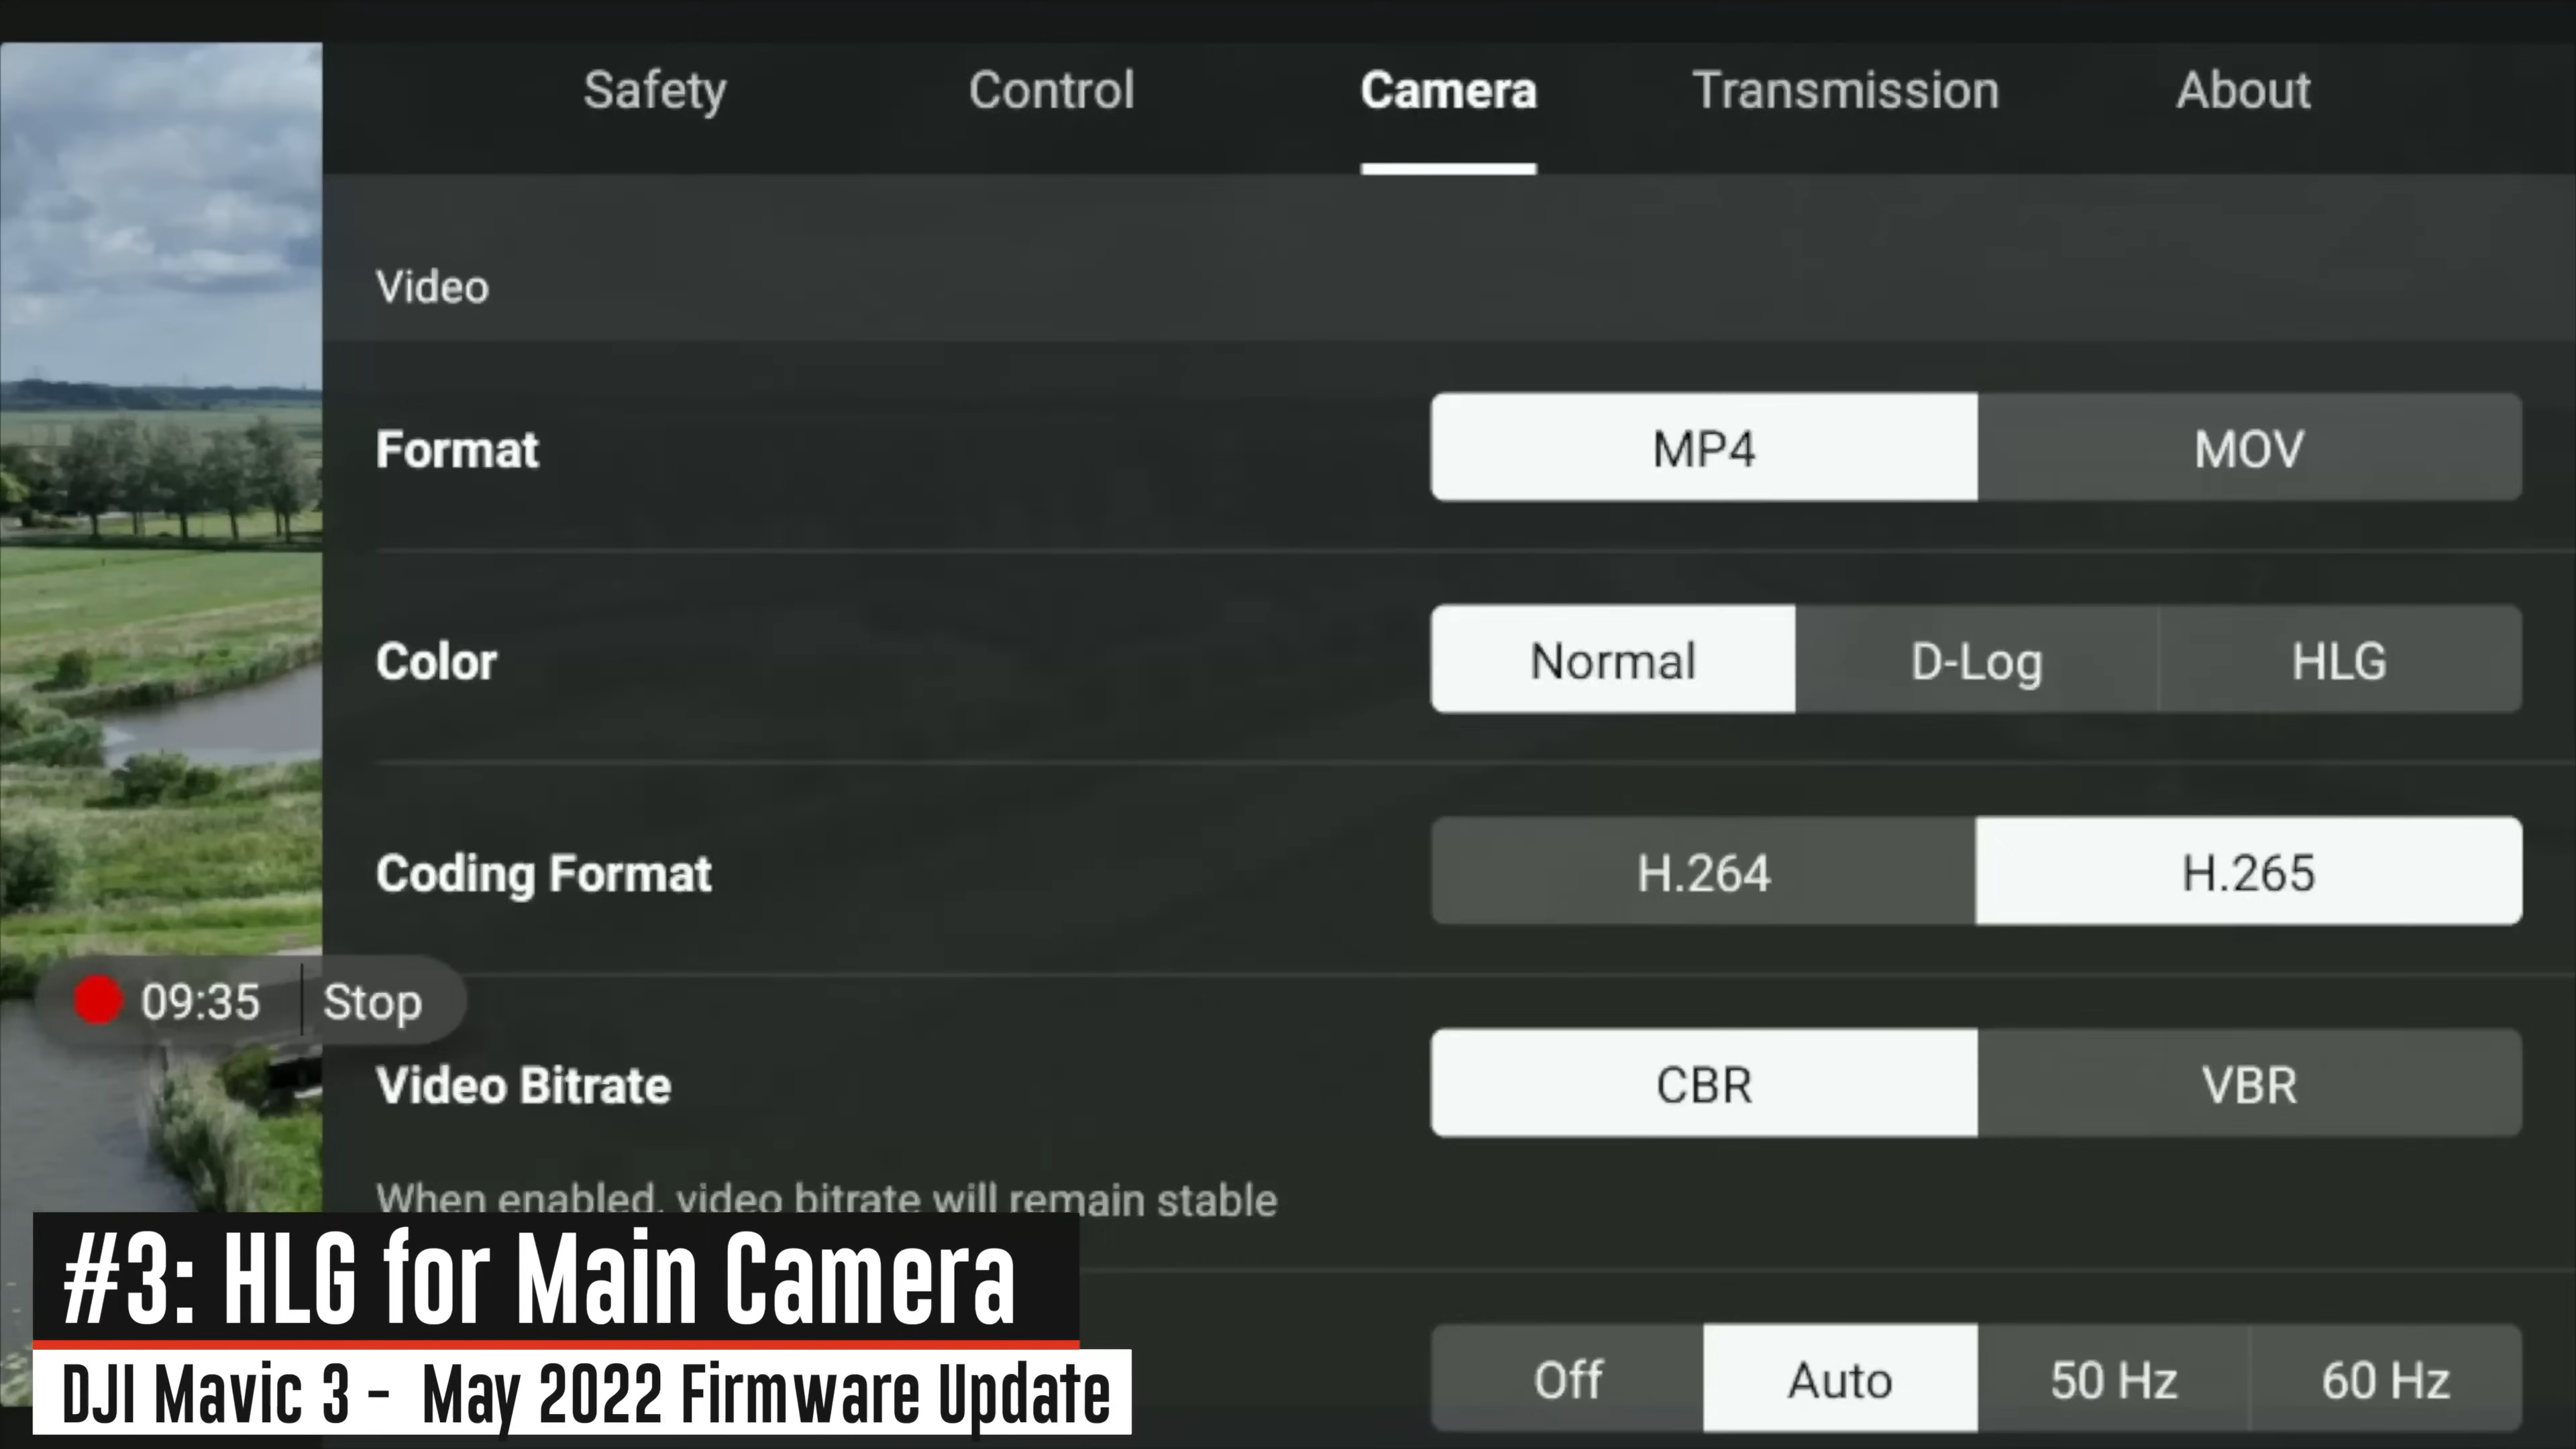 Safety Control Camera Transmission About
Video
Format MP4 MOV
Color Normal D-Log HLG
Coding Format H.264 H.265
09:35 Stop
Video Bitrate CBR VBR
When enabled, video bitrate will remain stable
#3: HLG for Main Camera
Off Auto 50 Hz 60 Hz
DJI Mavic 3 - May 2022 Firmware Update